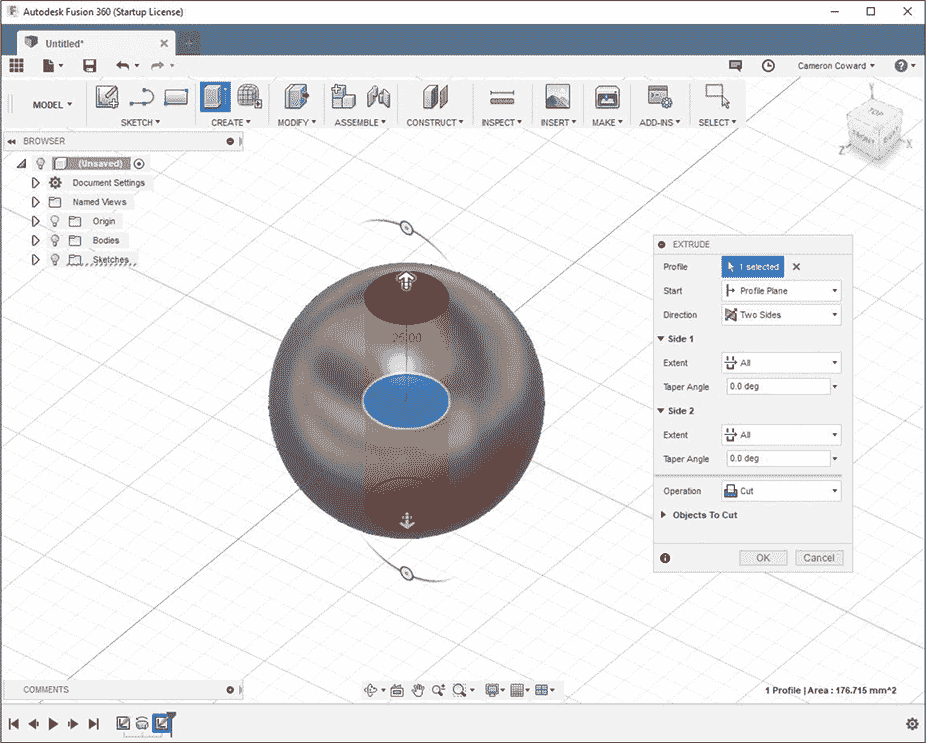 Autodesk Fusion 360 (Startup License)
Untitled*
Cameron Coward
MODEL
SKETCH
CREATE
MODIFY
ASSEMBLE
CONSTRUCT
INSPECT
INSERT
MAKE
ADD-INS
SELECT
BROWSER
(Unsaved)
Document Settings
Named Views
Origin
Bodies
Sketches
Y
TOP
FRONT
Z
X
25.00
EXTRUDE
Profile 1 selected
Start Profile Plane
Direction Two Sides
Side 1
Extent All
Taper Angle 0.0 deg
Side 2
Extent All
Taper Angle 0.0 deg
Operation Cut
Objects To Cut
OK Cancel
COMMENTS
1 Profile | Area : 176.715 mm^2